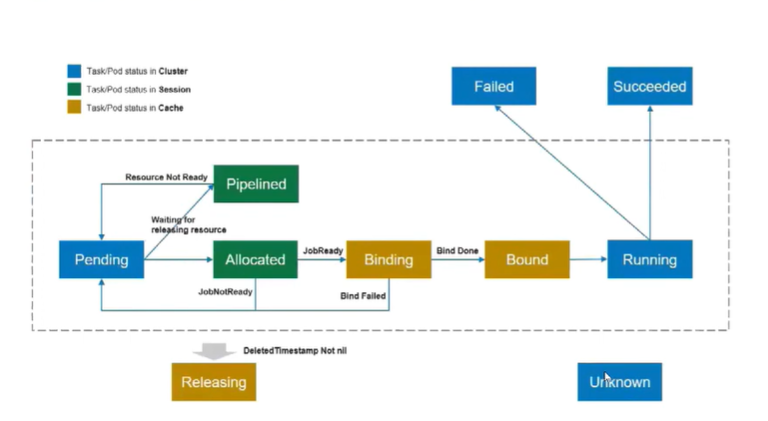 Task/Pod status in Cluster
Task/Pod status in Session
Task/Pod status in Cache
Failed
Succeeded
Resource Not Ready
Pipelined
Waiting for
releasing resource
Pending
Allocated
JobReady
Binding
Bind Done
Bound
Running
JobNotReady
Bind Failed
DeletedTimestamp Not nil
Releasing
Unknown